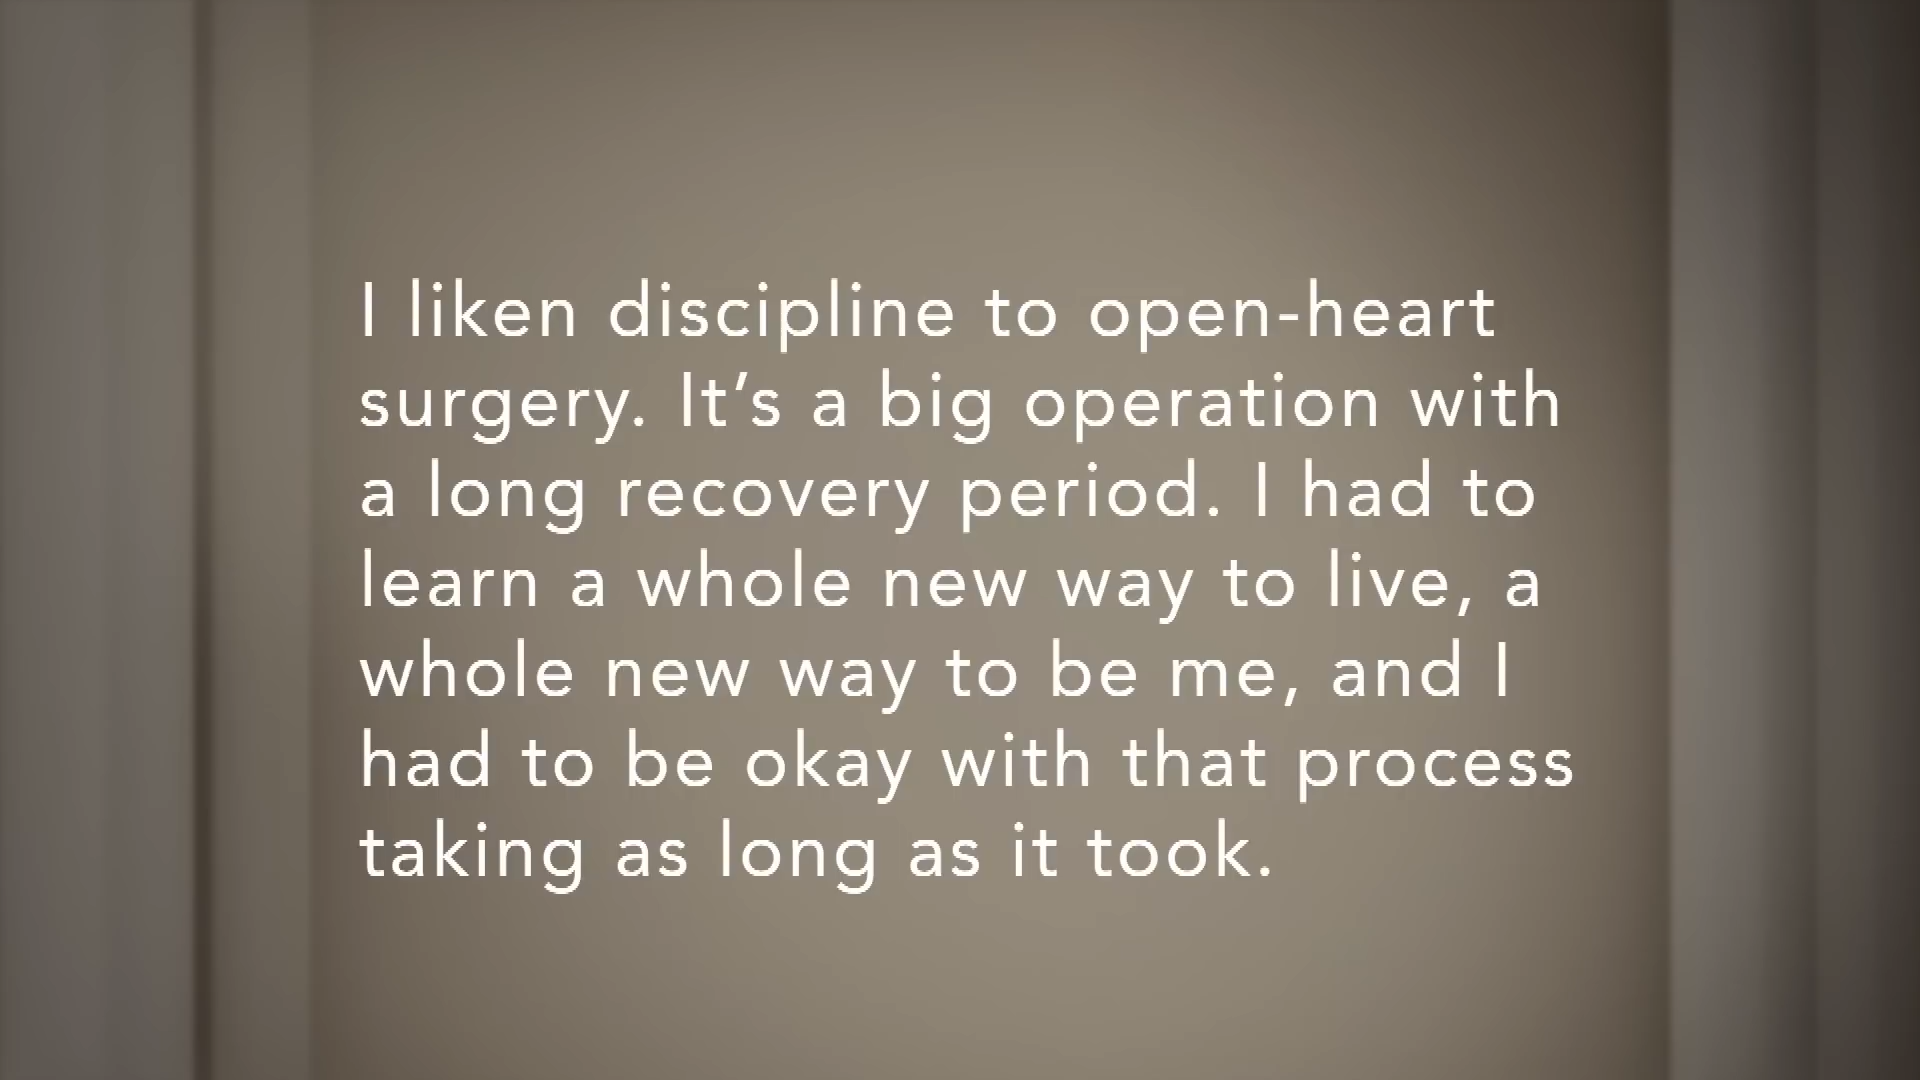 I liken discipline to open-heart
surgery. It’s a big operation with
a long recovery period. I had to
learn a whole new way to live, a
whole new way to be me, and I
had to be okay with that process
taking as long as it took.